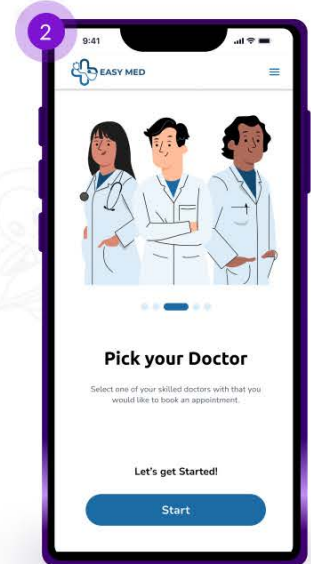 2
9:41
EASY MED
Pick your Doctor
Select one of your skilled doctors with that you
would like to book an appointment.
Let's get Started!
Start